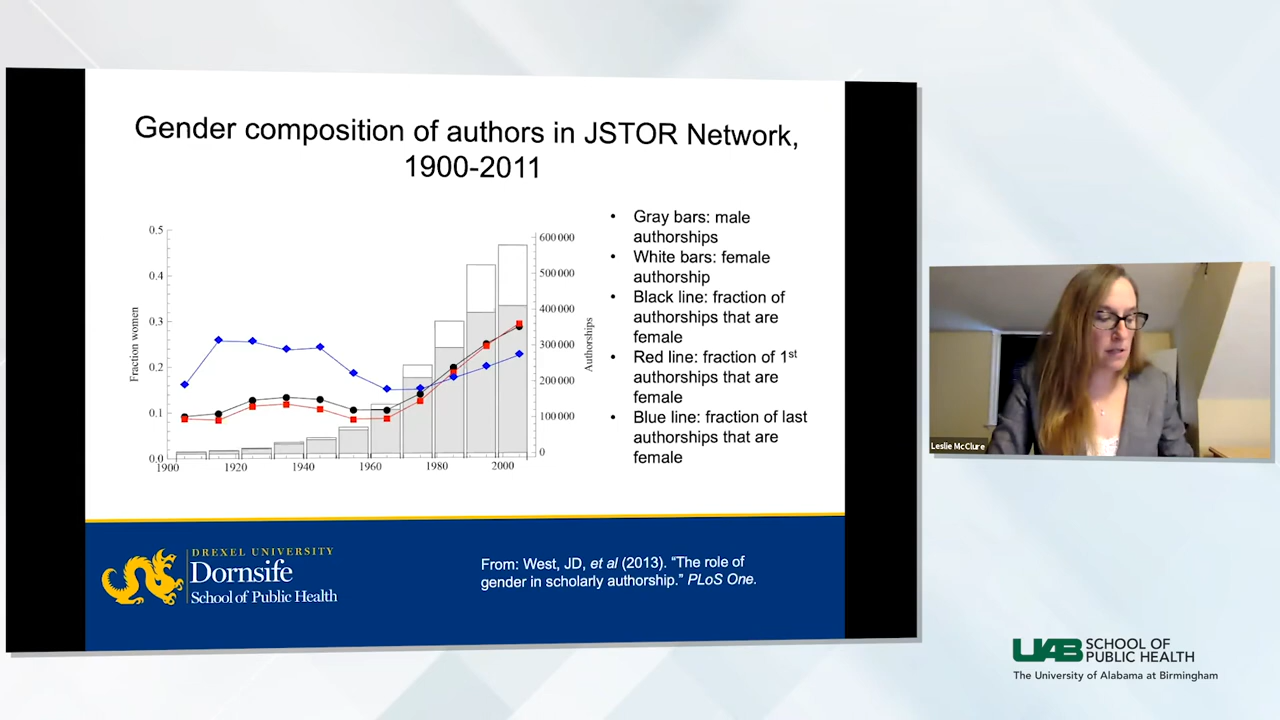 Gender composition of authors in JSTOR Network,
1900-2011
0.5
0.4
0.3
0.2
0.1
0.0
Fraction women
600 000
500 000
400 000
300 000
200 000
100 000
0
Authorships
1900
1920
1940
1960
1980
2000
• Gray bars: male
authorships
• White bars: female
authorship
• Black line: fraction of
authorships that are
female
• Red line: fraction of 1st
authorships that are
female
• Blue line: fraction of last
authorships that are
female
DREXEL UNIVERSITY
Dornsife
School of Public Health
From: West, JD, et al (2013). “The role of
gender in scholarly authorship.” PLoS One.
Leslie McClure
UAB SCHOOL OF
PUBLIC HEALTH
The University of Alabama at Birmingham